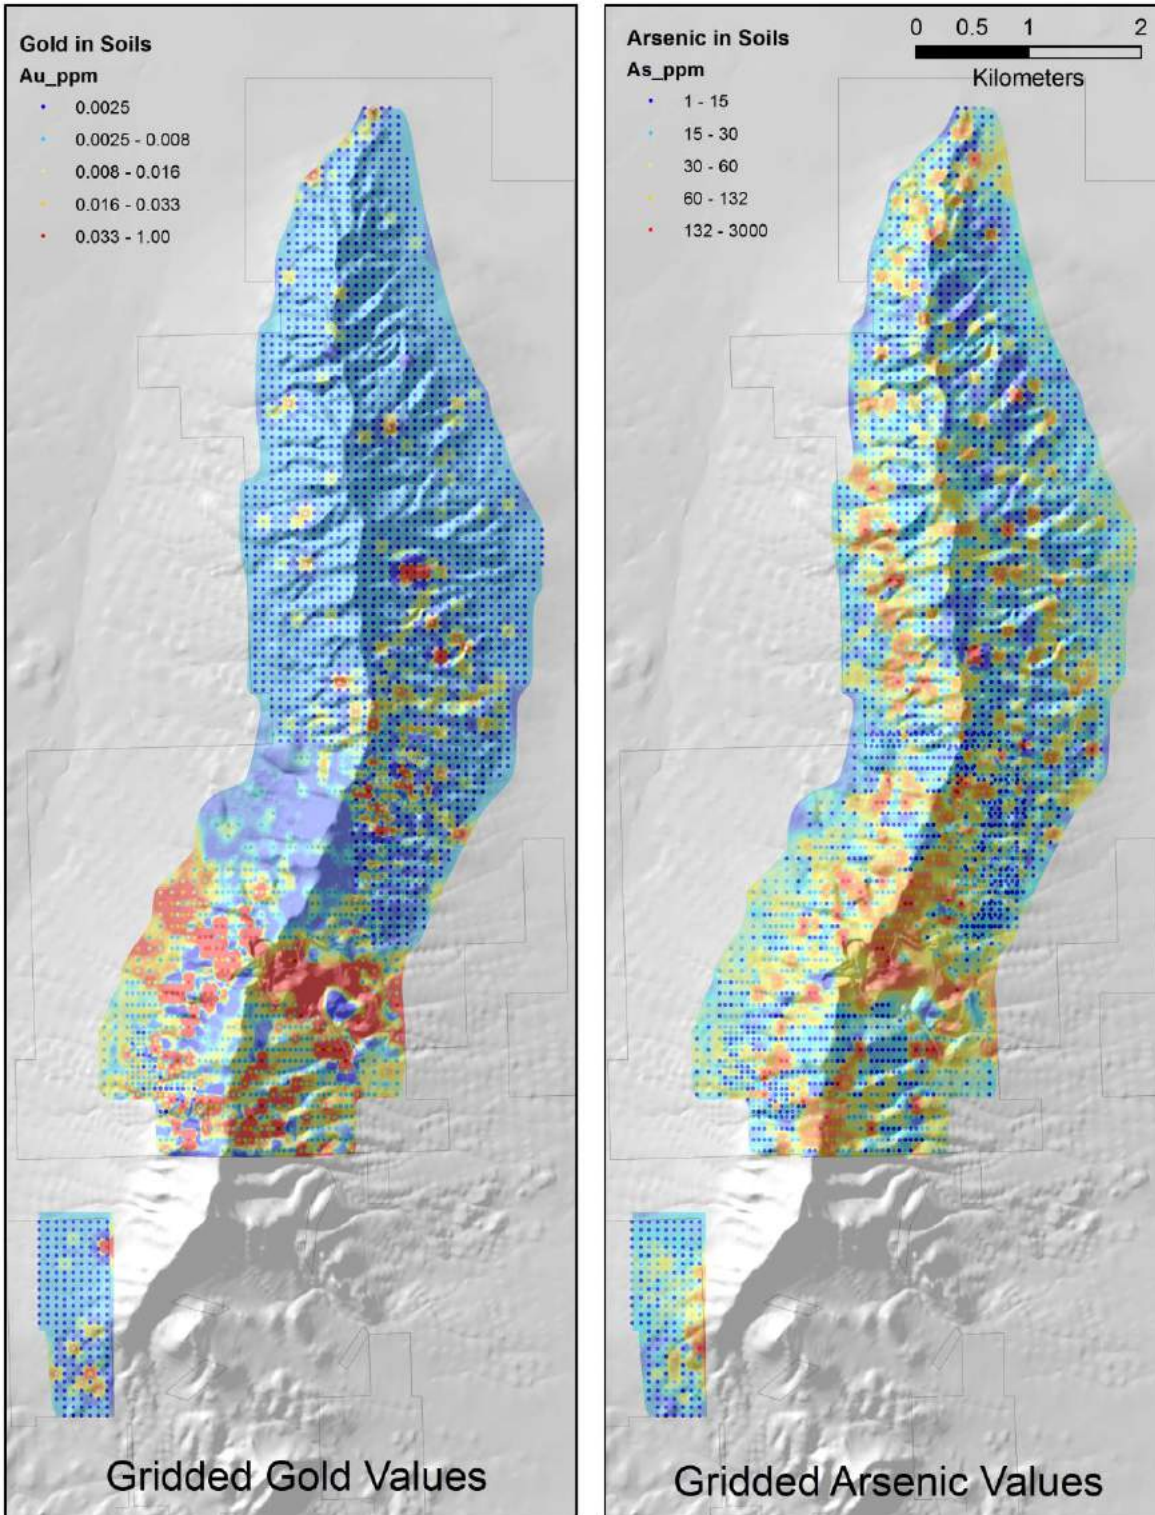 Gold in Soils
Au_ppm
0.0025
0.0025 - 0.008
0.008 - 0.016
0.016 - 0.033
0.033 - 1.00
Gridded Gold Values
Arsenic in Soils
As_ppm
1 - 15
15 - 30
30 - 60
60 - 132
132 - 3000
0 0.5 1 2
Kilometers
Gridded Arsenic Values